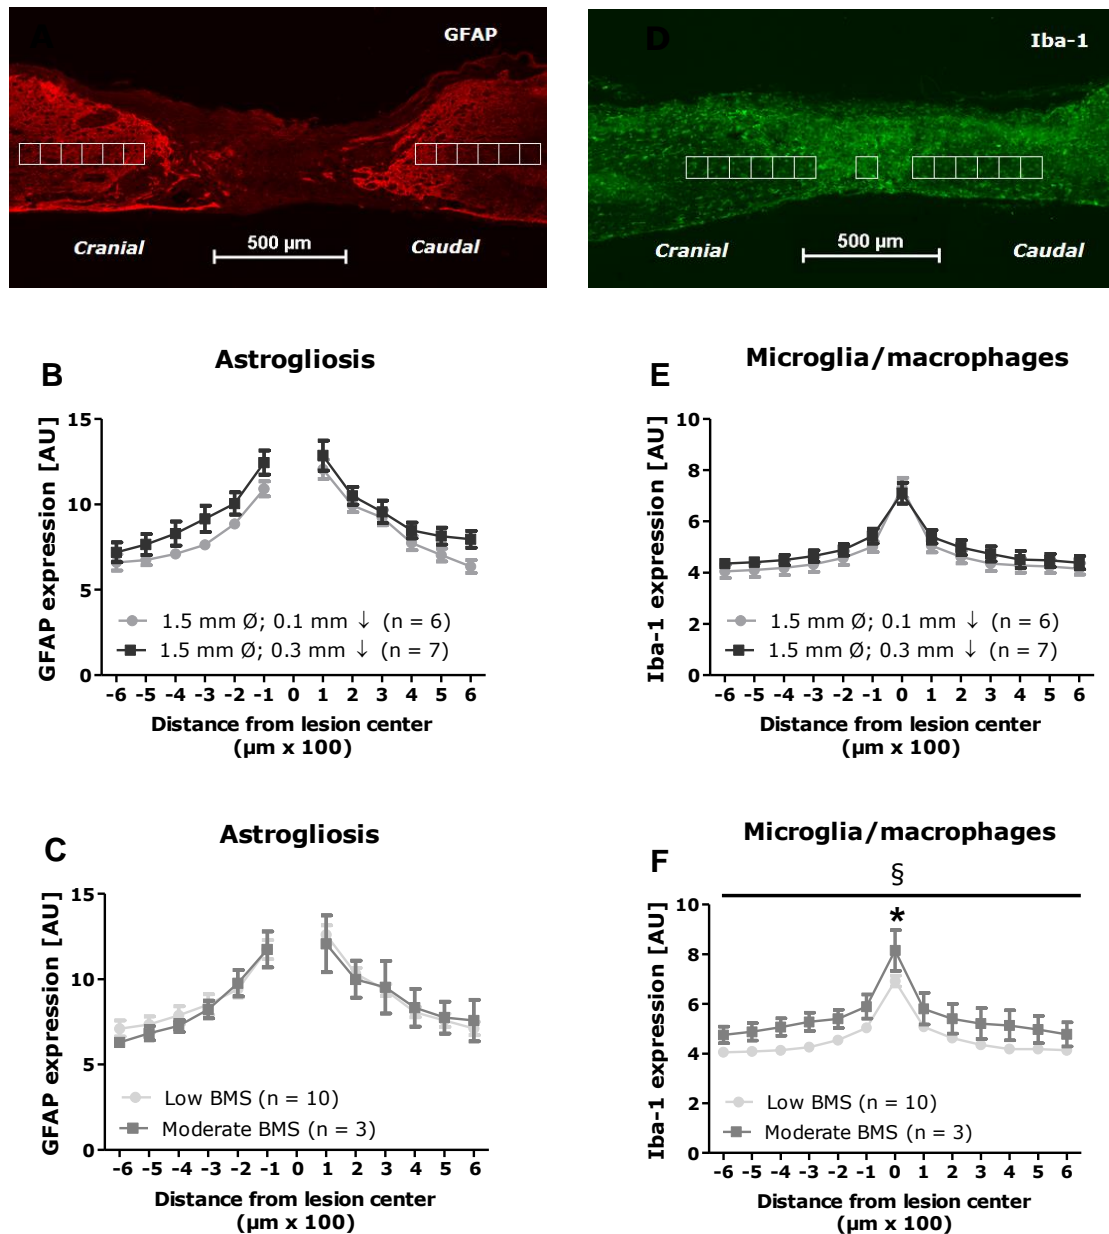 A
GFAP
Cranial
500 µm
Caudal
D
Iba-1
Cranial
500 µm
Caudal
B
Astrogliosis
GFAP expression [AU]
15
10
5
0
1.5 mm Ø; 0.1 mm ↓ (n = 6)
1.5 mm Ø; 0.3 mm ↓ (n = 7)
-6 -5 -4 -3 -2 -1 0 1 2 3 4 5 6
Distance from lesion center
(µm x 100)
E
Microglia/macrophages
Iba-1 expression [AU]
10
8
6
4
2
0
1.5 mm Ø; 0.1 mm ↓ (n = 6)
1.5 mm Ø; 0.3 mm ↓ (n = 7)
-6 -5 -4 -3 -2 -1 0 1 2 3 4 5 6
Distance from lesion center
(µm x 100)
C
Astrogliosis
GFAP expression [AU]
15
10
5
0
Low BMS (n = 10)
Moderate BMS (n = 3)
-6 -5 -4 -3 -2 -1 0 1 2 3 4 5 6
Distance from lesion center
(µm x 100)
F
Microglia/macrophages
§
*
Iba-1 expression [AU]
10
8
6
4
2
0
Low BMS (n = 10)
Moderate BMS (n = 3)
-6 -5 -4 -3 -2 -1 0 1 2 3 4 5 6
Distance from lesion center
(µm x 100)